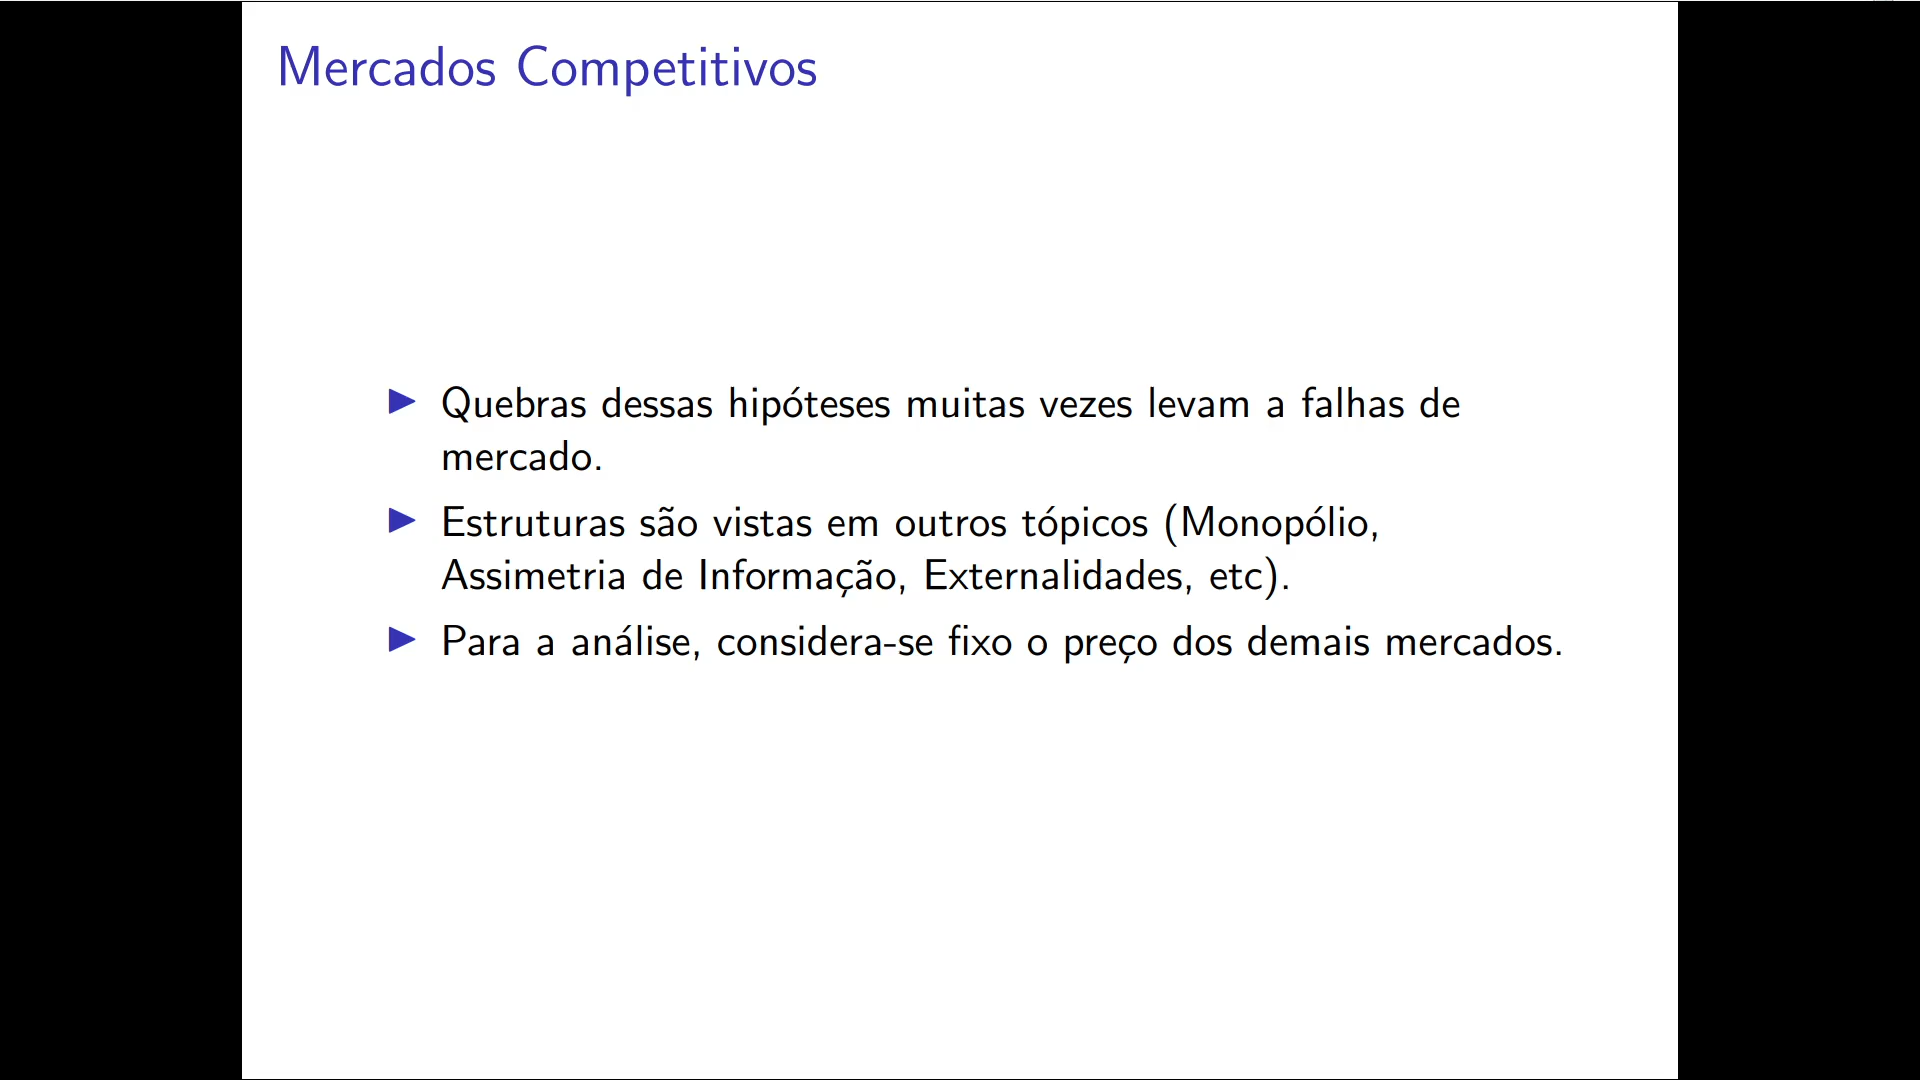 Mercados Competitivos
▶ Quebras dessas hipóteses muitas vezes levam a falhas de
mercado.
▶ Estruturas são vistas em outros tópicos (Monopólio,
Assimetria de Informação, Externalidades, etc).
▶ Para a análise, considera-se fixo o preço dos demais mercados.